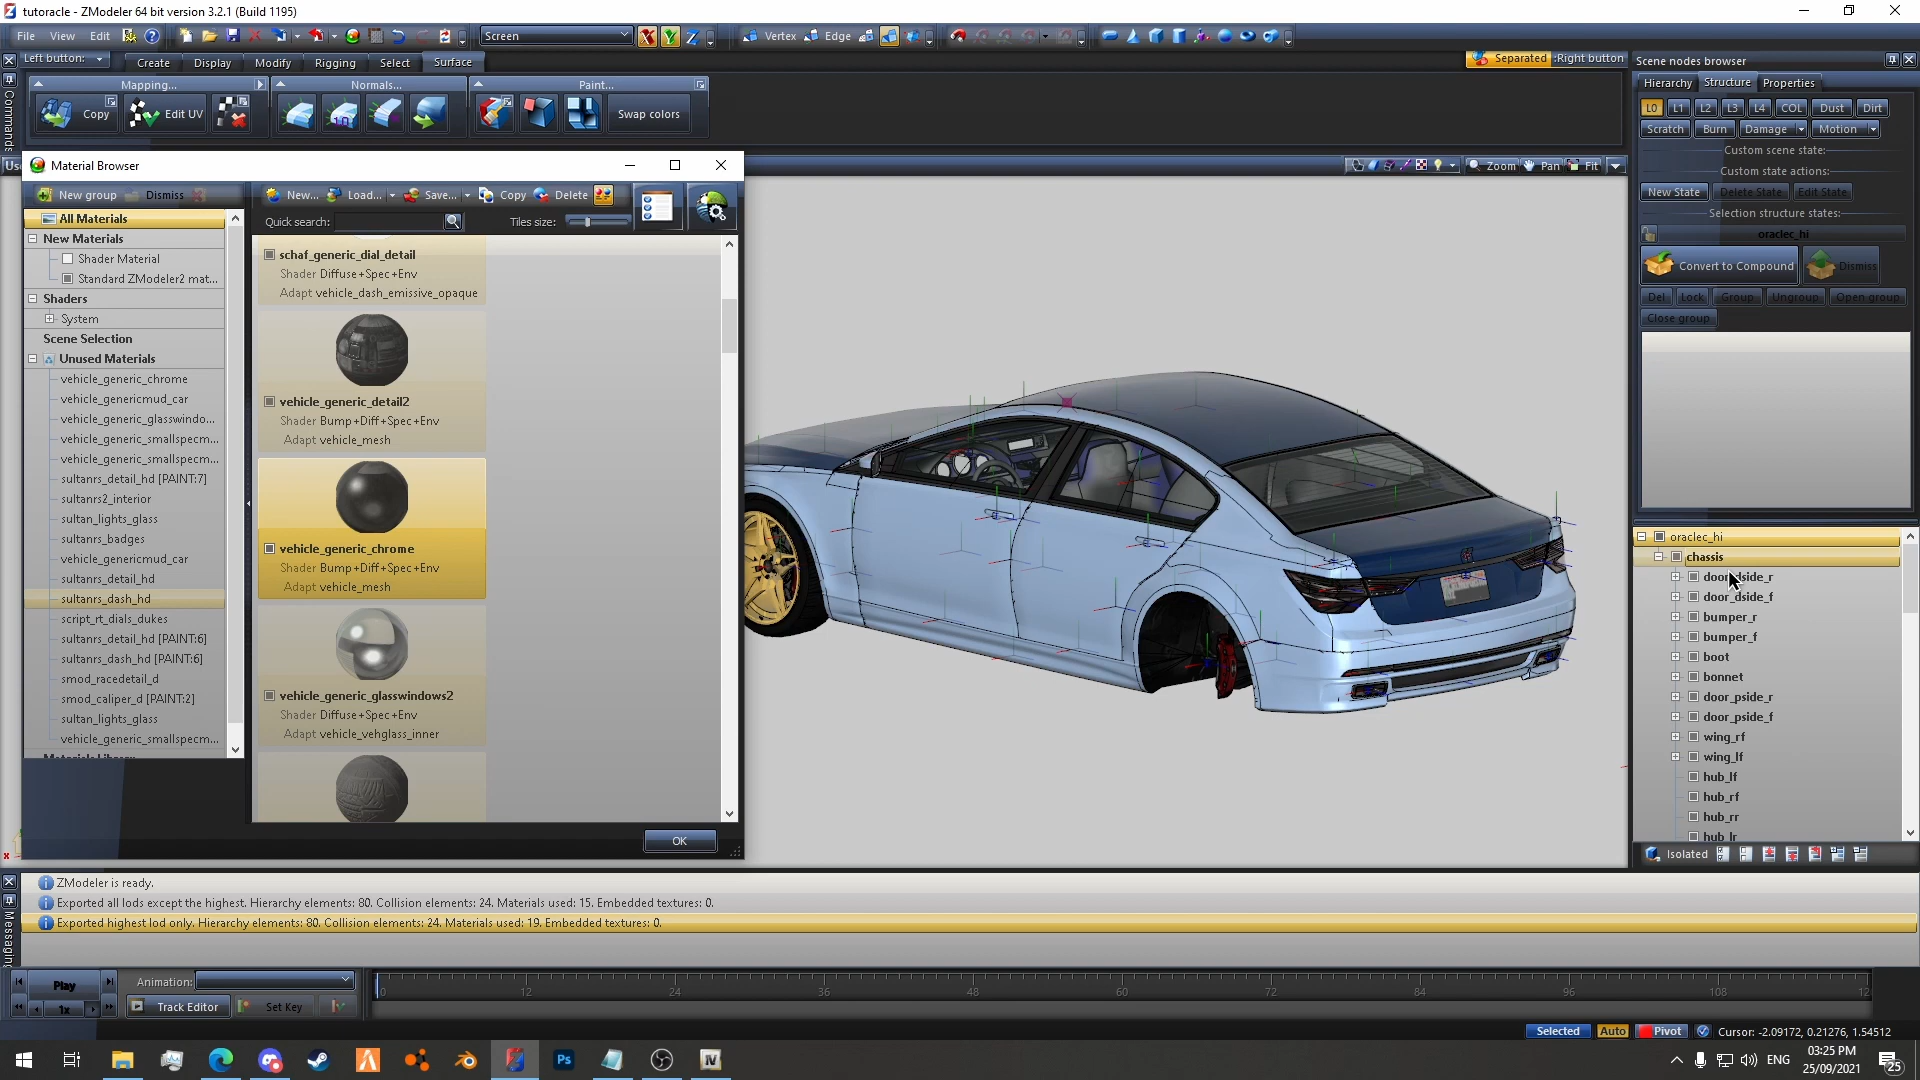 tutoracle - ZModeler 64 bit version 3.2.1 (Build 1195)
File View Edit
Screen
Vertex Edge
Left button:
Create Display Modify Rigging Select Surface
Separated :Right button
Mapping... Normals... Paint...
Copy Edit UV Swap colors
Commands
Material Browser
Zoom Pan Fit
New group Dismiss
New... Load... Save... Copy Delete
Quick search: Tiles size:
All Materials
New Materials
Shader Material
Standard ZModeler2 mat...
Shaders
System
Scene Selection
Unused Materials
vehicle_generic_chrome
vehicle_genericmud_car
vehicle_generic_glasswindo...
vehicle_generic_smallspecm...
vehicle_generic_smallspecm...
sultanrs_detail_hd [PAINT:7]
sultanrs2_interior
sultan_lights_glass
sultanrs_badges
vehicle_genericmud_car
sultanrs_detail_hd
sultanrs_dash_hd
script_rt_dials_dukes
sultanrs_detail_hd [PAINT:6]
sultanrs_dash_hd [PAINT:6]
smod_racedetail_d
smod_caliper_d [PAINT:2]
sultan_lights_glass
vehicle_generic_smallspecm...
schaf_generic_dial_detail
Shader Diffuse+Spec+Env
Adapt vehicle_dash_emissive_opaque
vehicle_generic_detail2
Shader Bump+Diff+Spec+Env
Adapt vehicle_mesh
vehicle_generic_chrome
Shader Bump+Diff+Spec+Env
Adapt vehicle_mesh
vehicle_generic_glasswindows2
Shader Diffuse+Spec+Env
Adapt vehicle_vehglass_inner
OK
Scene nodes browser
Hierarchy Structure Properties
L0 L1 L2 L3 L4 COL Dust Dirt
Scratch Burn Damage Motion
Custom scene state:
Custom state actions:
New State Delete State Edit State
Selection structure states:
oraclec_hi
Convert to Compound Dismiss
Del Lock Group Ungroup Open group
Close group
oraclec_hi
chassis
door_dside_r
door_dside_f
bumper_r
bumper_f
boot
bonnet
door_pside_r
door_pside_f
wing_rf
wing_lf
hub_lf
hub_rf
hub_rr
hub_lr
Isolated
ZModeler is ready.
Exported all lods except the highest. Hierarchy elements: 80. Collision elements: 24. Materials used: 15. Embedded textures: 0.
Exported highest lod only. Hierarchy elements: 80. Collision elements: 24. Materials used: 19. Embedded textures: 0.
Messaging
Play
1x
Animation:
Track Editor Set Key
0 12 24 36 48 60 72 84 96 108 12
Selected Auto Pivot Cursor: -2.09172, 0.21276, 1.54512
Ps
IV
ENG
03:25 PM
25/09/2021
25